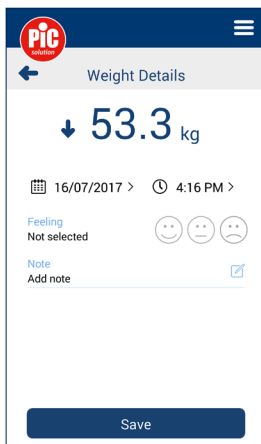 PiC
solution
Weight Details
53.3 kg
16/07/2017 > 4:16 PM >
Feeling
Not selected
Note
Add note
Save